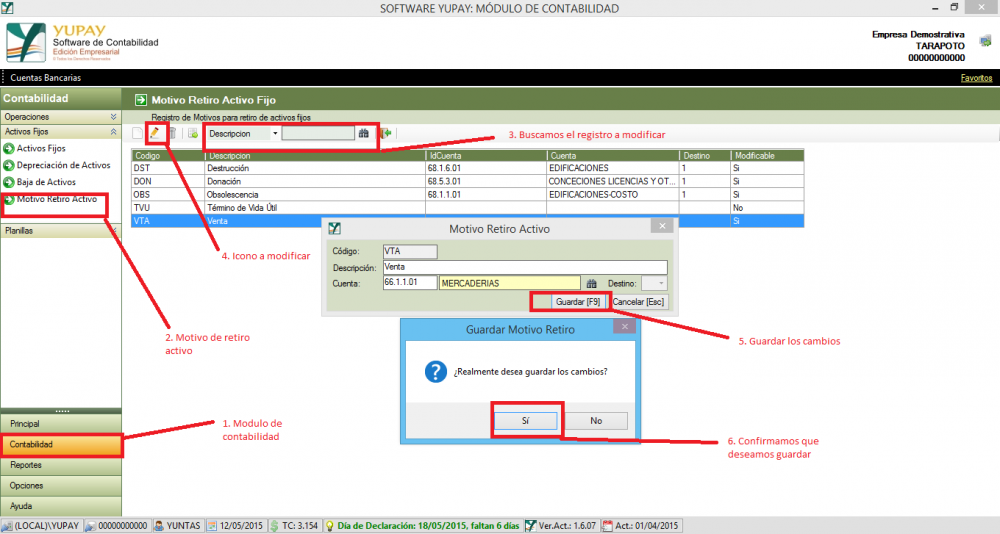 SOFTWARE YUPAY: MÓDULO DE CONTABILIDAD
YUPAY
Software de Contabilidad
Edición Empresarial
© Todos los Derechos Reservados
Empresa Demostrativa
TARAPOTO
00000000000
Cuentas Bancarias
Favoritos
Contabilidad
Operaciones
Activos Fijos
Activos Fijos
Depreciación de Activos
Baja de Activos
Motivo Retiro Activo
Planillas
Motivo Retiro Activo Fijo
Registro de Motivos para retiro de activos fijos
Descripcion
3. Buscamos el registro a modificar
Codigo Descripcion IdCuenta Cuenta Destino Modificable
DST Destrucción 68.1.6.01 EDIFICACIONES 1 Si
DON Donación 68.5.3.01 CONCECIONES LICENCIAS Y OT... 1 Si
OBS Obsolescencia 68.1.1.01 EDIFICACIONES-COSTO 1 Si
TVU Término de Vida Útil No
VTA Venta Si
4. Icono a modificar
2. Motivo de retiro
activo
Motivo Retiro Activo
Código: VTA
Descripción: Venta
Cuenta: 66.1.1.01 MERCADERIAS Destino:
Guardar [F9] Cancelar [Esc]
5. Guardar los cambios
Guardar Motivo Retiro
¿Realmente desea guardar los cambios?
Sí No
6. Confirmamos que
deseamos guardar
1. Modulo de
contabilidad
Principal
Contabilidad
Reportes
Opciones
Ayuda
(LOCAL)\YUPAY 00000000000 YUNTAS 12/05/2015 TC: 3.154 Día de Declaración: 18/05/2015, faltan 6 días Ver.Act.: 1.6.07 Act.: 01/04/2015